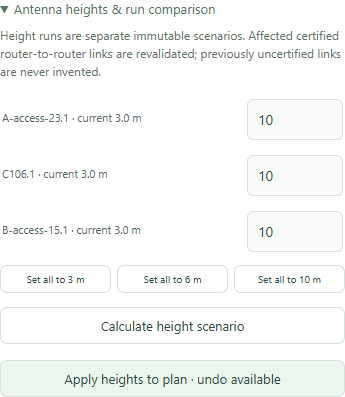 ▼ Antenna heights & run comparison
Height runs are separate immutable scenarios. Affected certified
router-to-router links are revalidated; previously uncertified links
are never invented.
A-access-23.1 · current 3.0 m
10
C106.1 · current 3.0 m
10
B-access-15.1 · current 3.0 m
10
Set all to 3 m
Set all to 6 m
Set all to 10 m
Calculate height scenario
Apply heights to plan · undo available